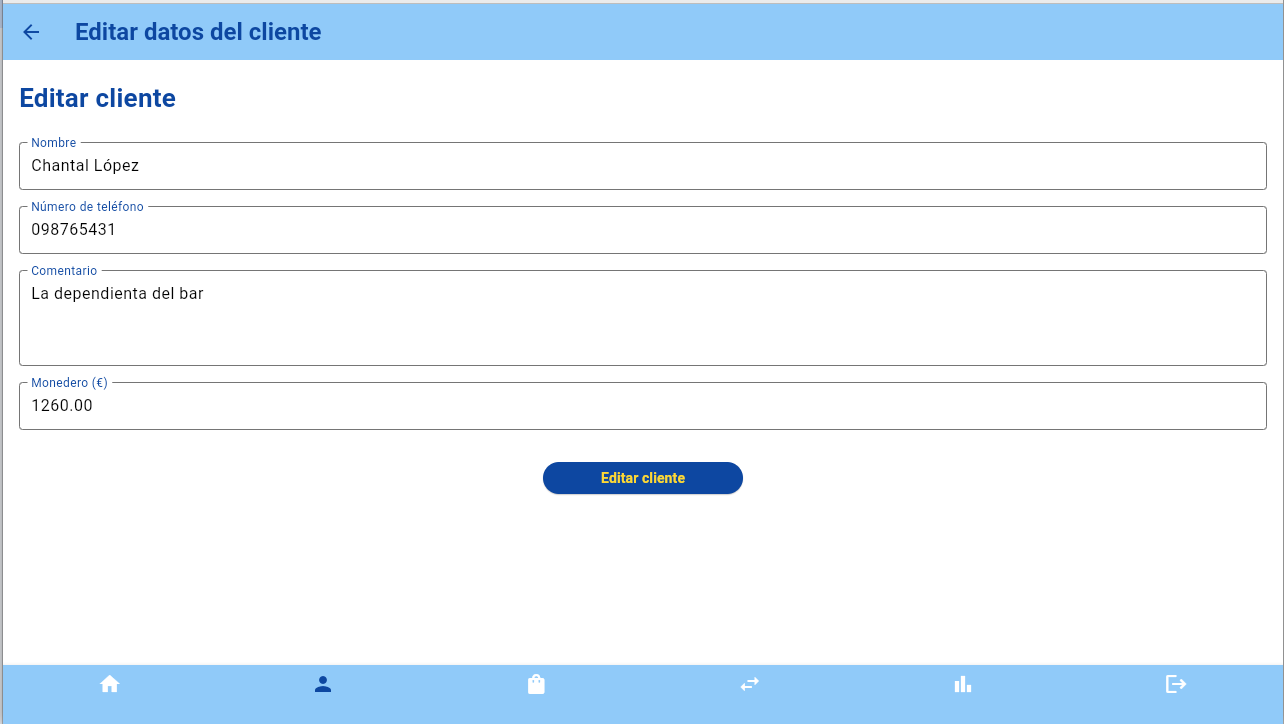 Editar datos del cliente
Editar cliente
Nombre
Chantal López
Número de teléfono
098765431
Comentario
La dependienta del bar
Monedero (€)
1260.00
Editar cliente